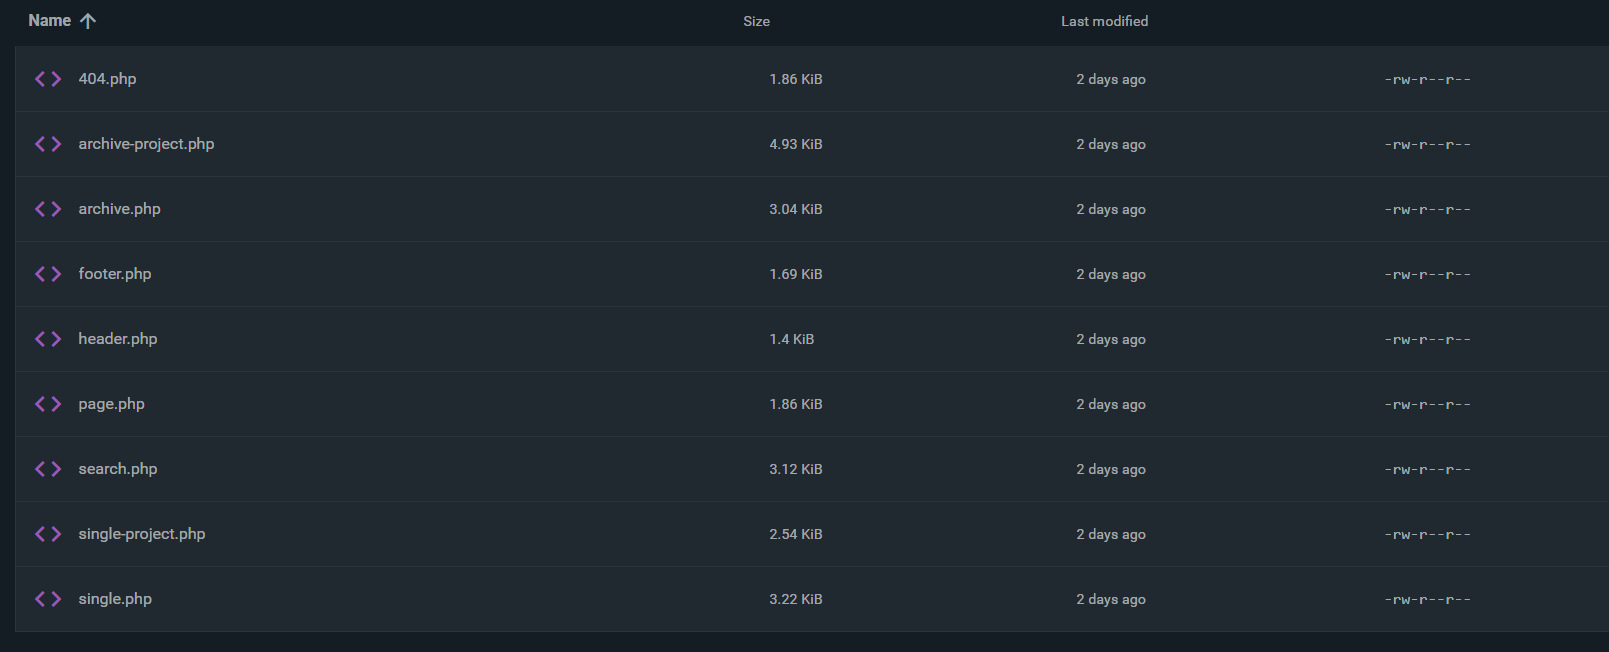 Name Size Last modified
404.php 1.86 KiB 2 days ago -rw-r--r--
archive-project.php 4.93 KiB 2 days ago -rw-r--r--
archive.php 3.04 KiB 2 days ago -rw-r--r--
footer.php 1.69 KiB 2 days ago -rw-r--r--
header.php 1.4 KiB 2 days ago -rw-r--r--
page.php 1.86 KiB 2 days ago -rw-r--r--
search.php 3.12 KiB 2 days ago -rw-r--r--
single-project.php 2.54 KiB 2 days ago -rw-r--r--
single.php 3.22 KiB 2 days ago -rw-r--r--